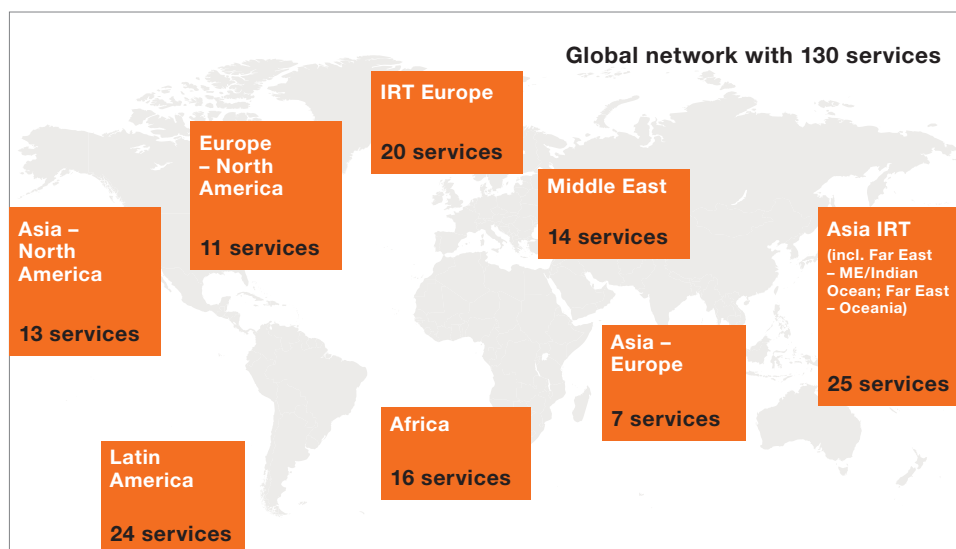 Global network with 130 services
IRT Europe
20 services
Europe
– North
America
11 services
Middle East
14 services
Asia –
North
America
13 services
Asia IRT
(incl. Far East
– ME/Indian
Ocean; Far East
– Oceania)
25 services
Asia –
Europe
7 services
Africa
16 services
Latin
America
24 services